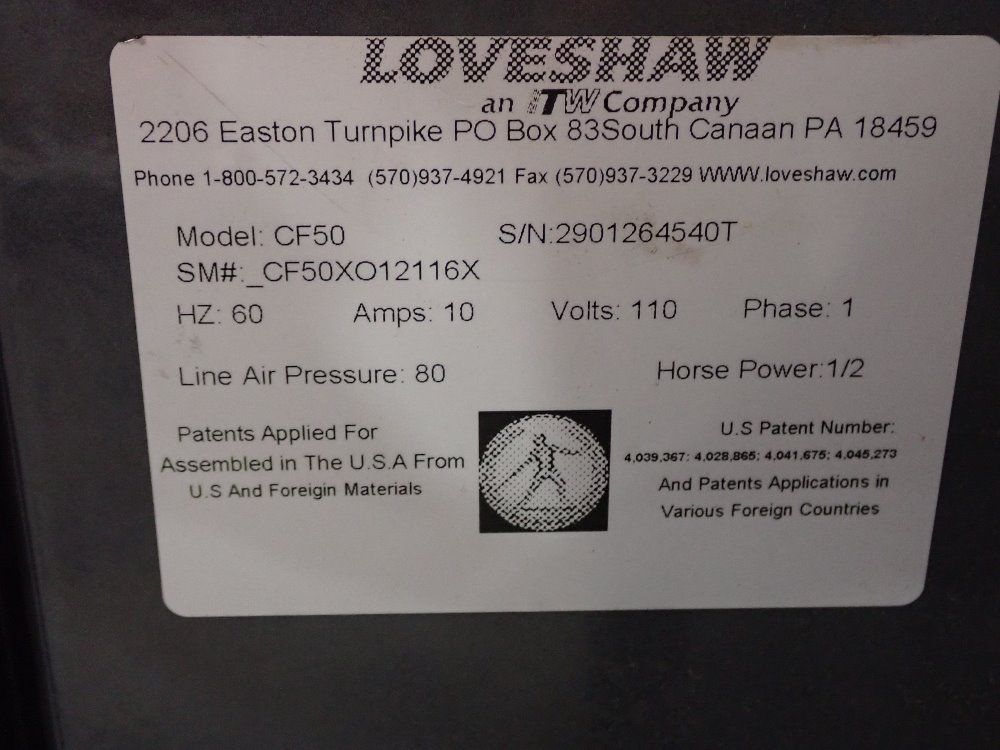 LOVESHAW
an ITW Company
2206 Easton Turnpike PO Box 83South Canaan PA 18459
Phone 1-800-572-3434 (570)937-4921 Fax (570)937-3229 WWW.loveshaw.com
Model: CF50 S/N:2901264540T
SM#:_CF50XO12116X
HZ: 60 Amps: 10 Volts: 110 Phase: 1
Line Air Pressure: 80 Horse Power:1/2
Patents Applied For
Assembled in The U.S.A From
U.S And Foreigin Materials
U.S Patent Number:
4,039,367; 4,028,865; 4,041,675; 4,045,273
And Patents Applications in
Various Foreign Countries